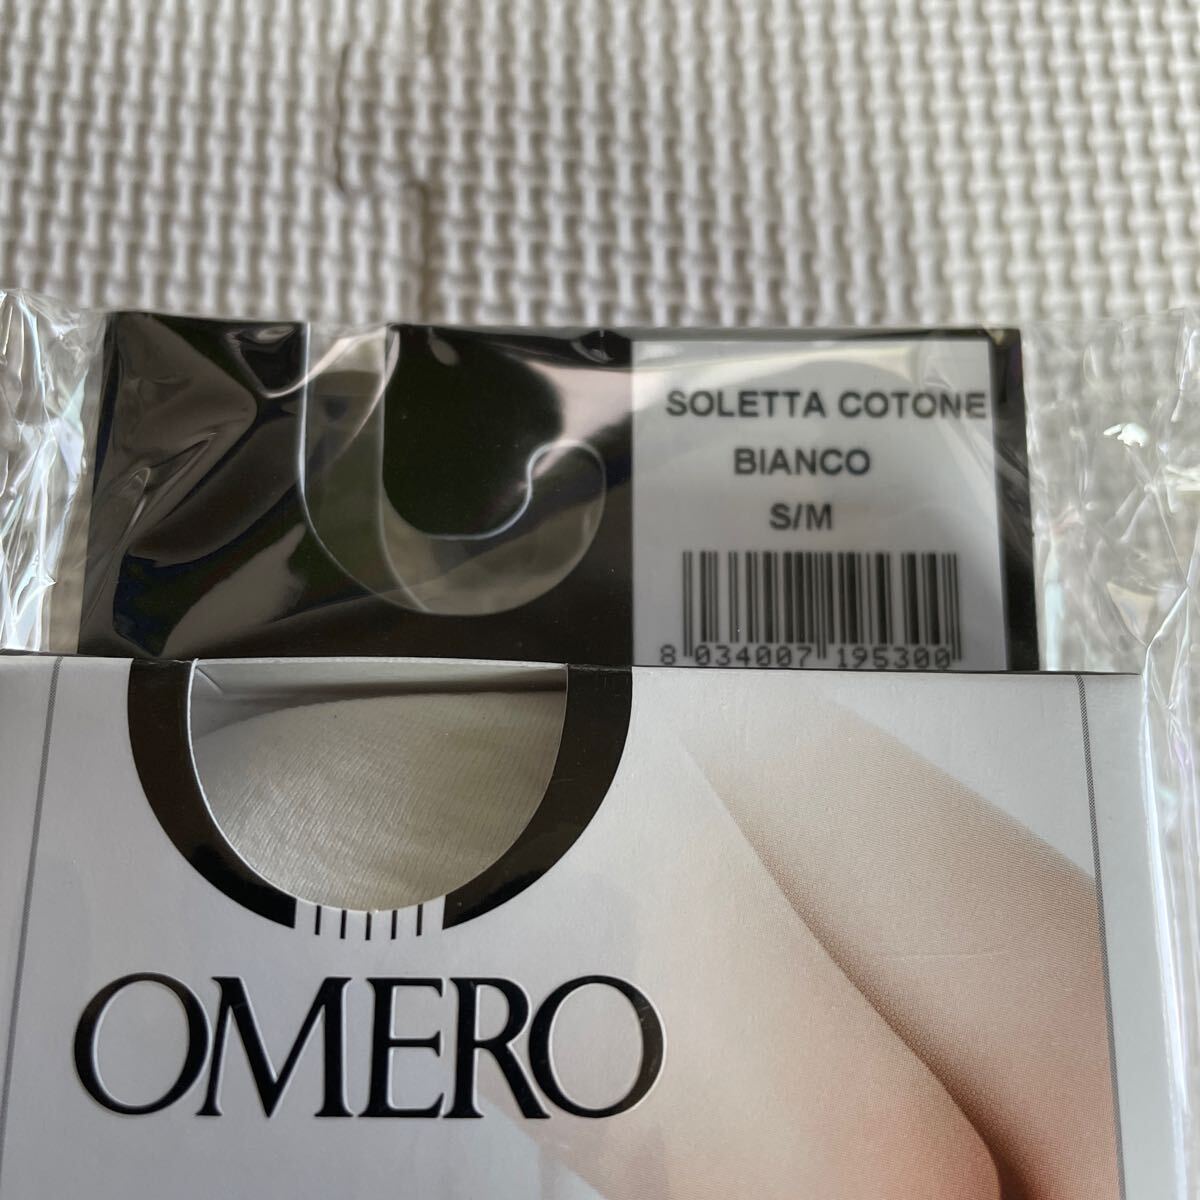 SOLETTA COTONE
BIANCO
S/M
8 034007 195300
OMERO